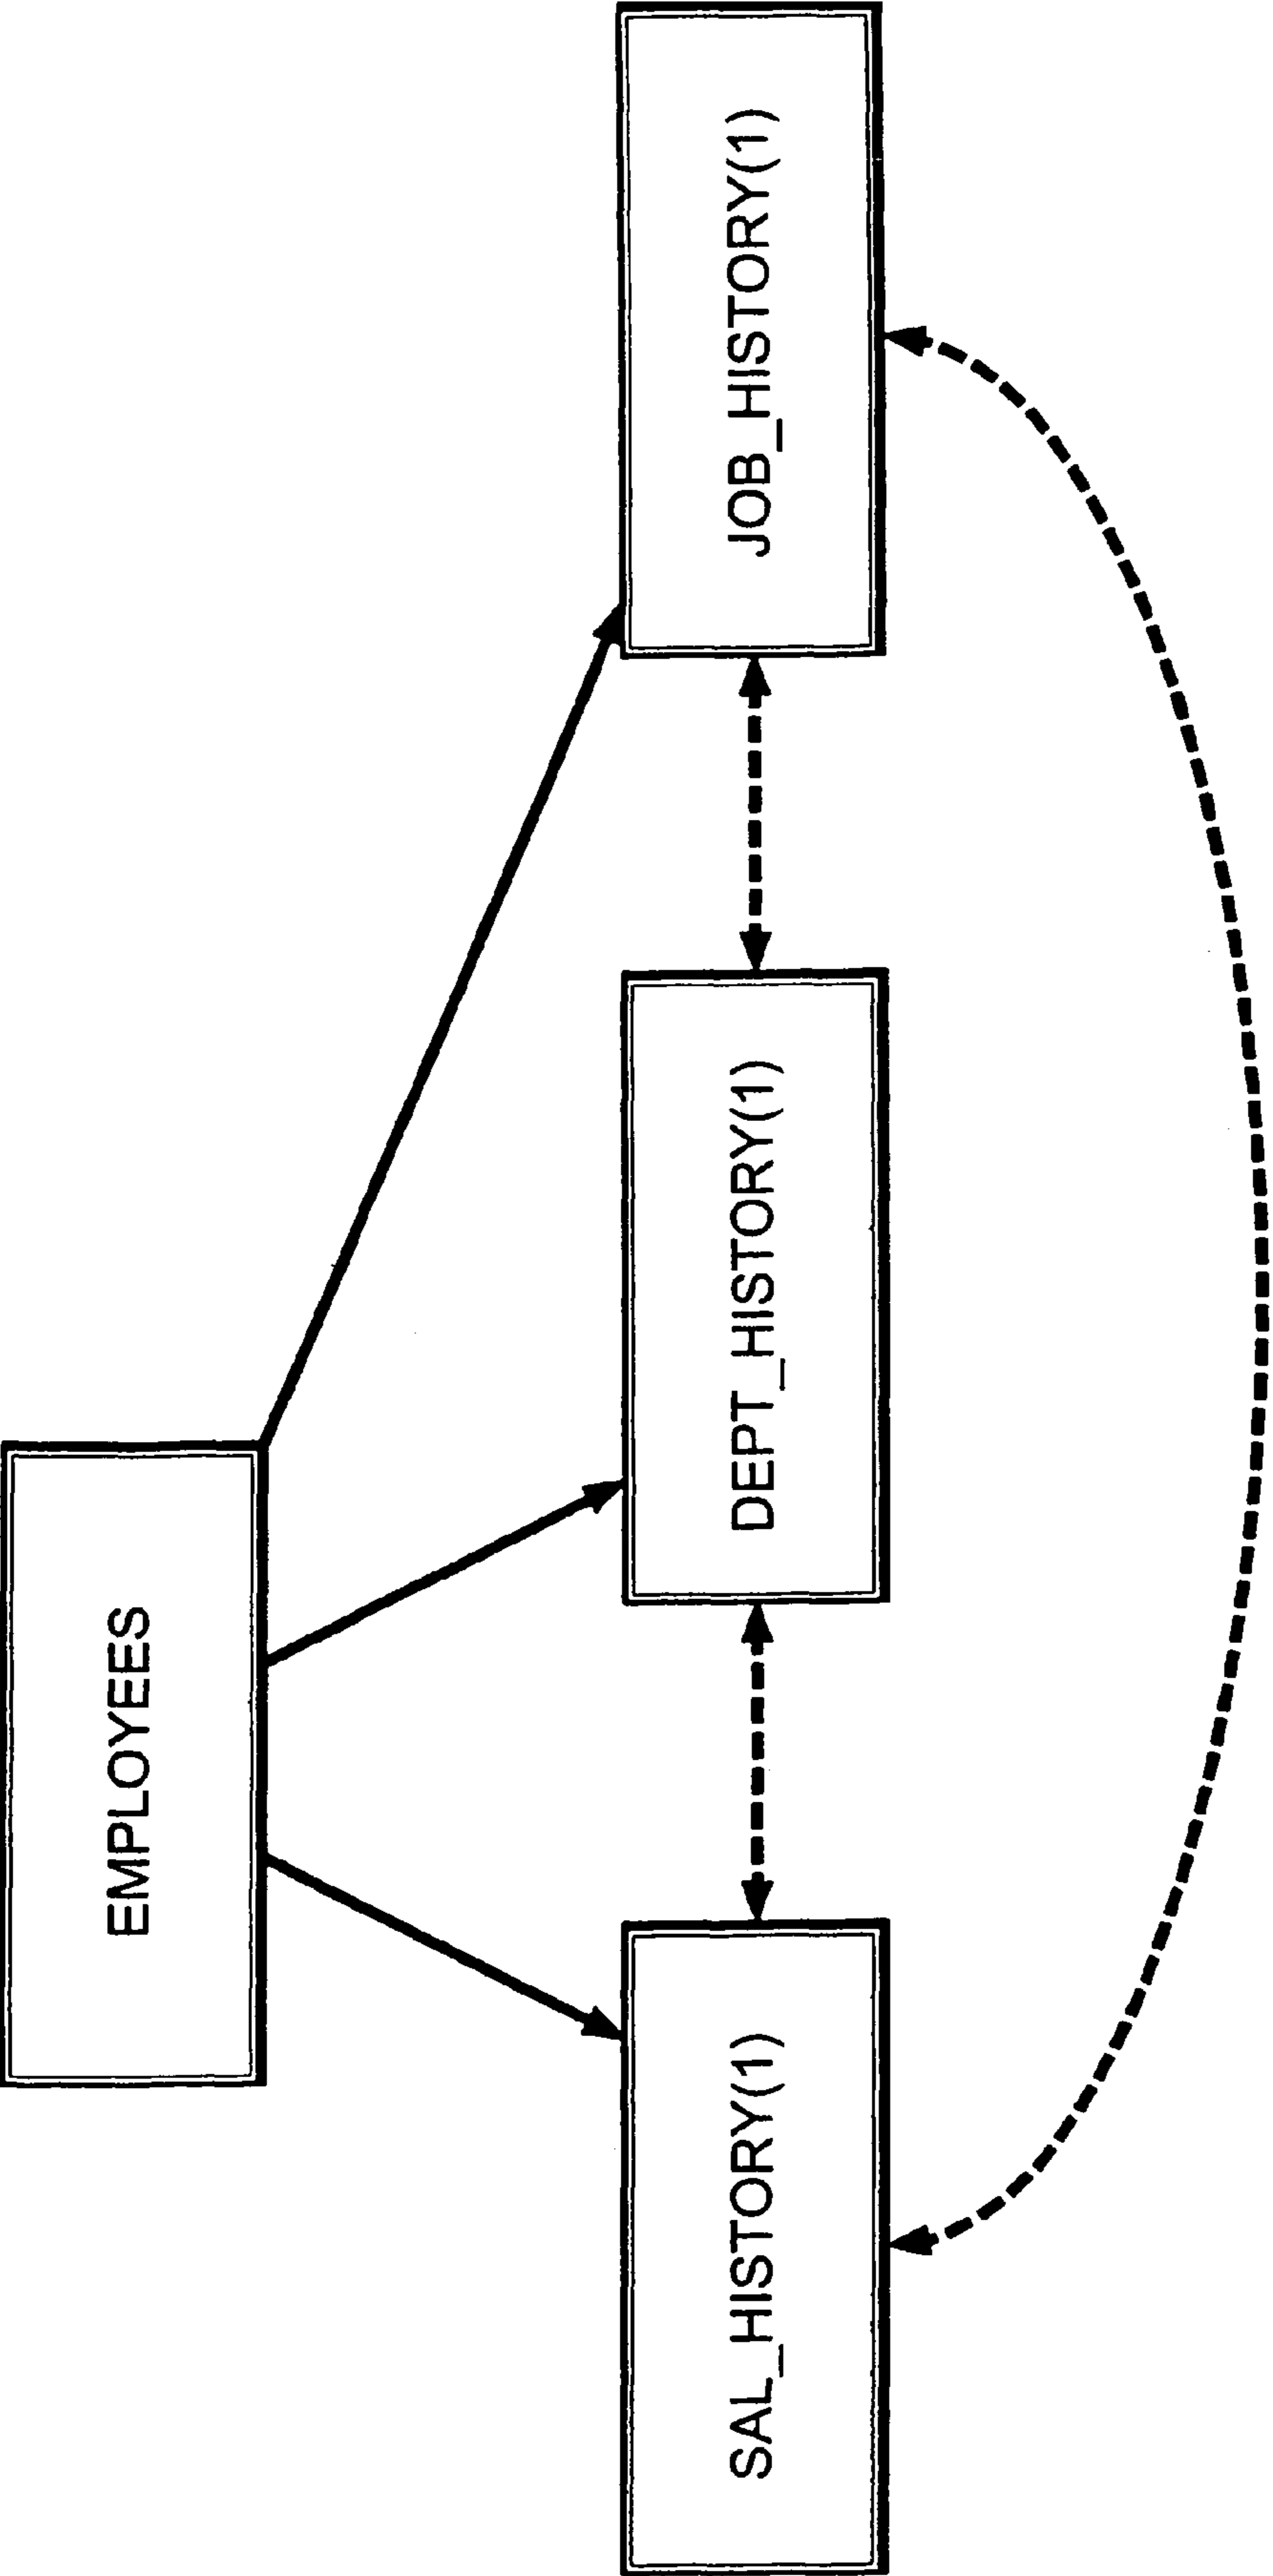 EMPLOYEES
SAL_HISTORY(1)
DEPT_HISTORY(1)
JOB_HISTORY(1)